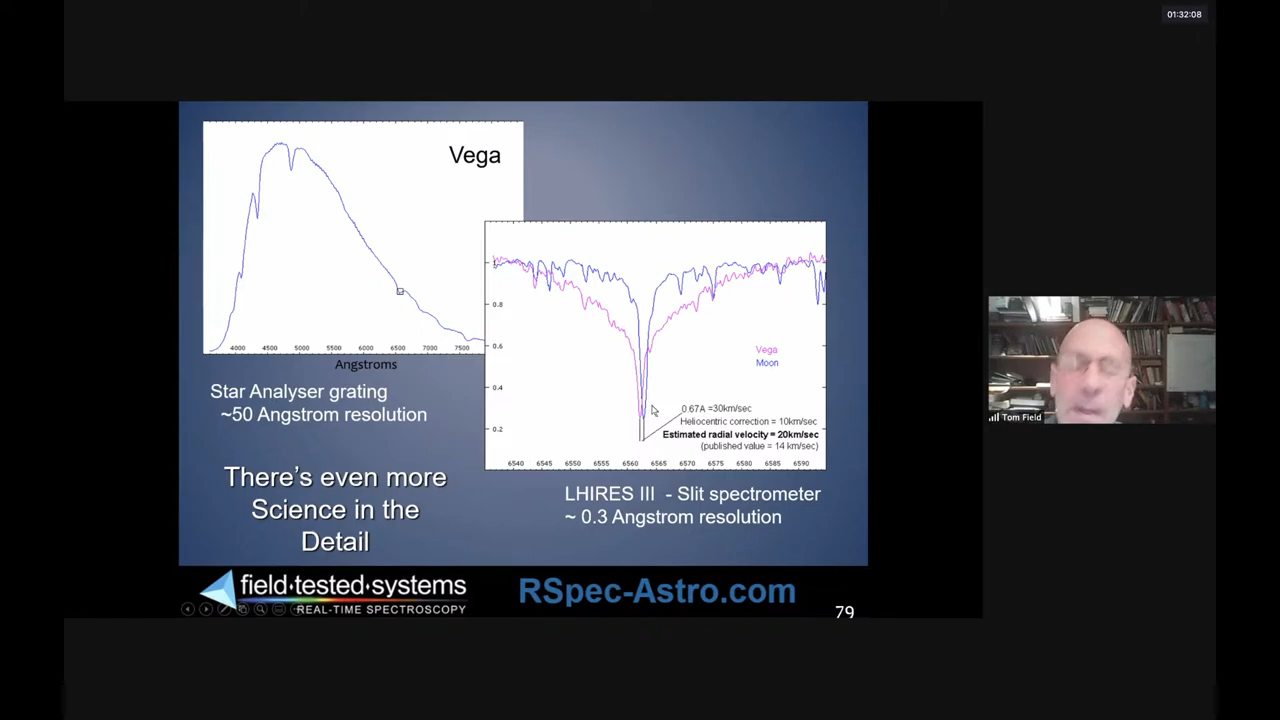 01:32:08
Vega
4000 4500 5000 5500 6000 6500 7000 7500
Angstroms
Star Analyser grating
~50 Angstrom resolution
There's even more
Science in the
Detail
1
0.8
0.6
0.4
0.2
Vega
Moon
0.67A =30km/sec
Heliocentric correction = 10km/sec
Estimated radial velocity = 20km/sec
(published value = 14 km/sec)
6540 6545 6550 6555 6560 6565 6570 6575 6580 6585 6590
LHIRES III - Slit spectrometer
~ 0.3 Angstrom resolution
Tom Field
field·tested·systems
REAL-TIME SPECTROSCOPY
RSpec-Astro.com
79